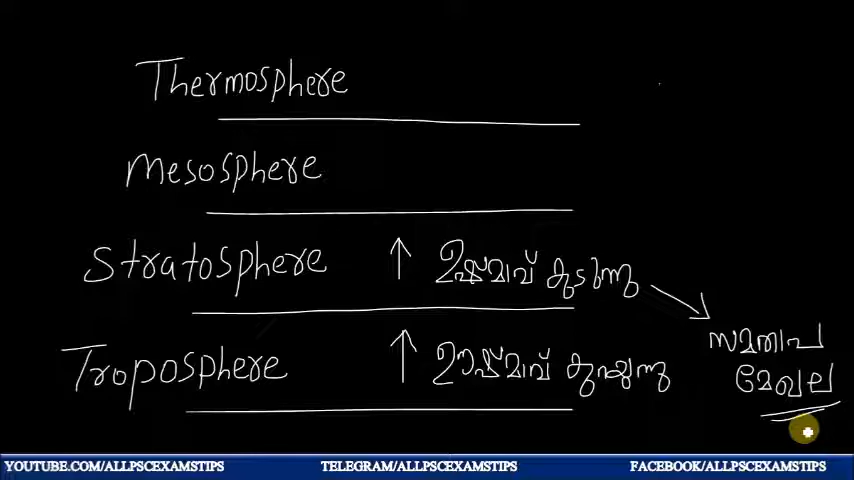 Thermosphere
Mesosphere
Stratosphere ↑ ഊഷ്മാവ് കൂടുന്നു
Troposphere ↑ ഊഷ്മാവ് കുറയുന്നു
സമതാപ
മേഖല
YOUTUBE.COM/ALLPSCEXAMSTIPS TELEGRAM/ALLPSCEXAMSTIPS FACEBOOK/ALLPSCEXAMSTIPS